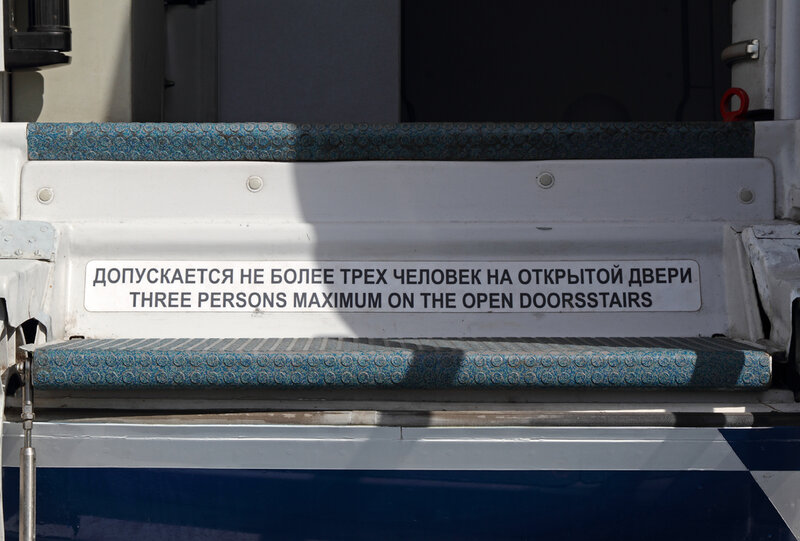 ДОПУСКАЕТСЯ НЕ БОЛЕЕ ТРЕХ ЧЕЛОВЕК НА ОТКРЫТОЙ ДВЕРИ
THREE PERSONS MAXIMUM ON THE OPEN DOORSSTAIRS